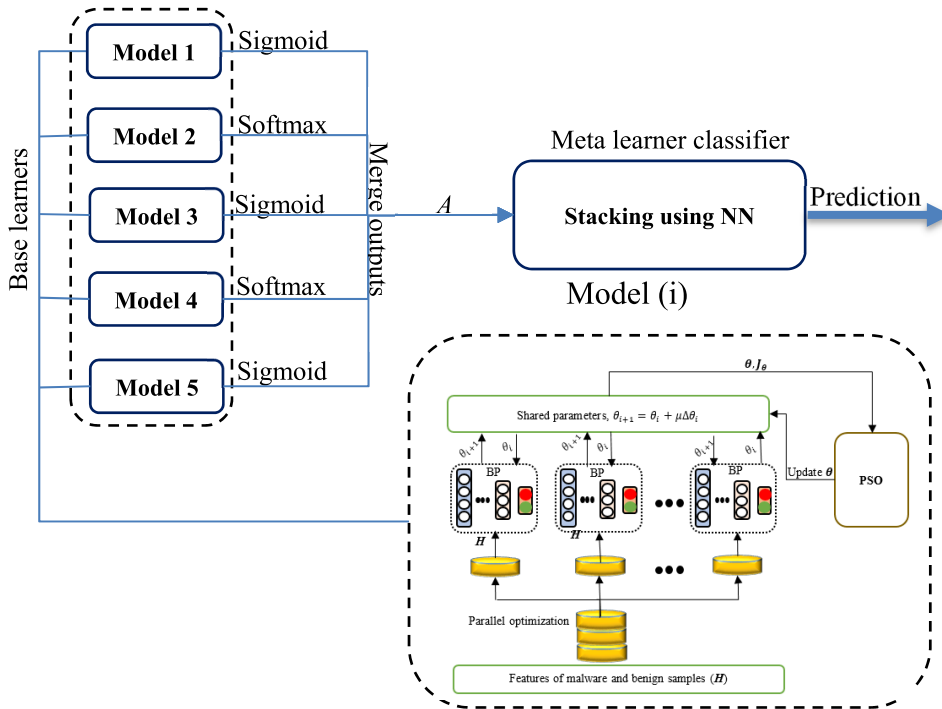 Base learners
Model 1
Sigmoid
Model 2
Softmax
Model 3
Sigmoid
Model 4
Softmax
Model 5
Sigmoid
Merge outputs
A
Meta learner classifier
Stacking using NN
Prediction
Model (i)
θ, J_θ
Shared parameters, θ_{i+1} = θ_i + μΔθ_i
θ_{i+1}
θ_i
θ_{i+1}
θ_i
θ_{i+1}
θ_i
Update θ
PSO
BP
BP
BP
H
H
Parallel optimization
Features of malware and benign samples (H)